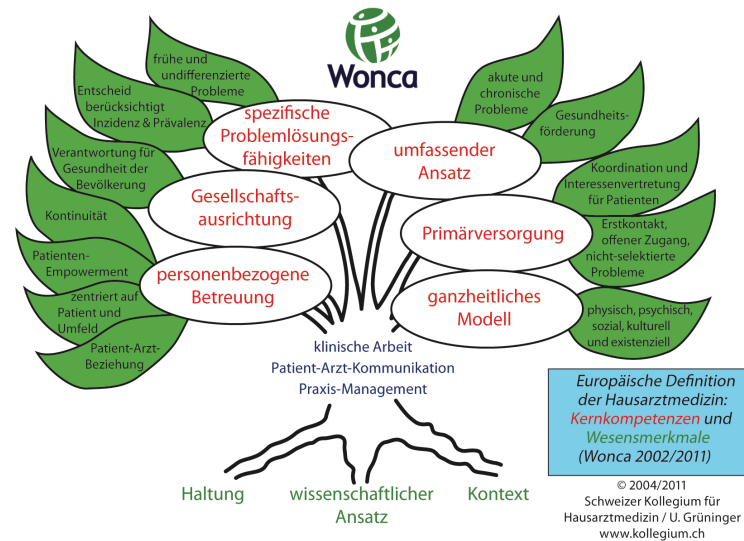 Wonca
frühe und
undifferenzierte
Probleme
Entscheid
berücksichtigt
Inzidenz & Prävalenz
Verantwortung für
Gesundheit der
Bevölkerung
Kontinuität
Patienten-
Empowerment
zentriert auf
Patient und
Umfeld
Patient-Arzt-
Beziehung
spezifische
Problemlösungs-
fähigkeiten
Gesellschafts-
ausrichtung
personenbezogene
Betreuung
umfassender
Ansatz
Primärversorgung
ganzheitliches
Modell
akute und
chronische
Probleme
Gesundheits-
förderung
Koordination und
Interessenvertretung
für Patienten
Erstkontakt,
offener Zugang,
nicht-selektierte
Probleme
physisch, psychisch,
sozial, kulturell
und existenziell
klinische Arbeit
Patient-Arzt-Kommunikation
Praxis-Management
Haltung
wissenschaftlicher
Ansatz
Kontext
Europäische Definition
der Hausarztmedizin:
Kernkompetenzen und
Wesensmerkmale
(Wonca 2002/2011)
© 2004/2011
Schweizer Kollegium für
Hausarztmedizin / U. Grüninger
www.kollegium.ch